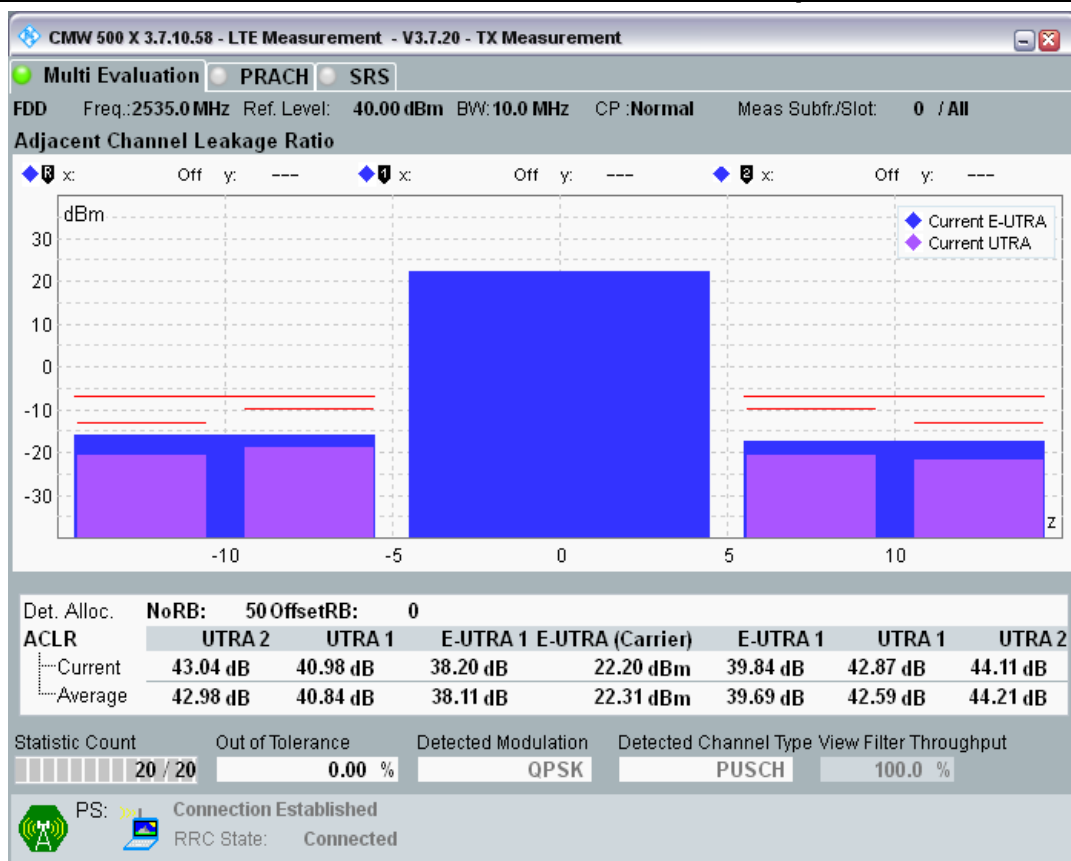 CMW 500 X 3.7.10.58 - LTE Measurement - V3.7.20 - TX Measurement
Multi Evaluation PRACH SRS
FDD Freq.:2535.0 MHz Ref. Level: 40.00 dBm BW:10.0 MHz CP :Normal Meas Subfr./Slot: 0 / All
Adjacent Channel Leakage Ratio
R x: Off y: --- 1 x: Off y: --- 2 x: Off y: ---
dBm
Current E-UTRA
Current UTRA
30
20
10
0
-10
-20
-30
Z
-10 -5 0 5 10
Det. Alloc. NoRB: 50 OffsetRB: 0
ACLR UTRA 2 UTRA 1 E-UTRA 1 E-UTRA (Carrier) E-UTRA 1 UTRA 1 UTRA 2
Current 43.04 dB 40.98 dB 38.20 dB 22.20 dBm 39.84 dB 42.87 dB 44.11 dB
Average 42.98 dB 40.84 dB 38.11 dB 22.31 dBm 39.69 dB 42.59 dB 44.21 dB
Statistic Count Out of Tolerance Detected Modulation Detected Channel Type View Filter Throughput
20 / 20 0.00 % QPSK PUSCH 100.0 %
PS: Connection Established
RRC State: Connected